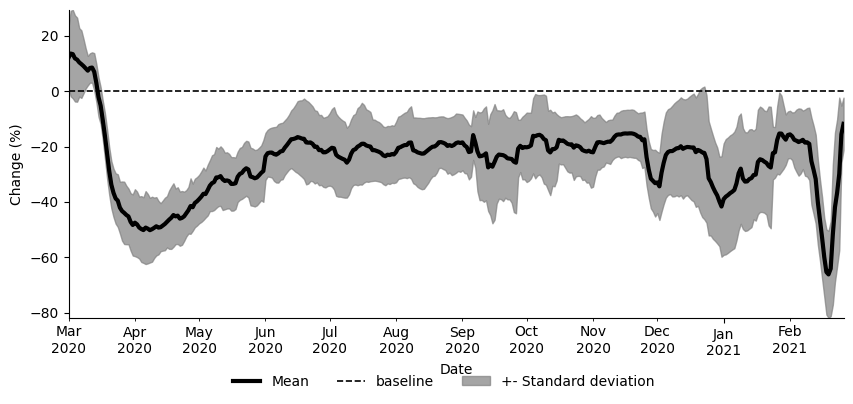 20
0
−20
−40
−60
−80
Change (%)
Mar Apr May Jun Jul Aug Sep Oct Nov Dec Jan Feb
2020 2020 2020 2020 2020 2020 2020 2020 2020 2020 2021 2021
Date
Mean baseline +- Standard deviation